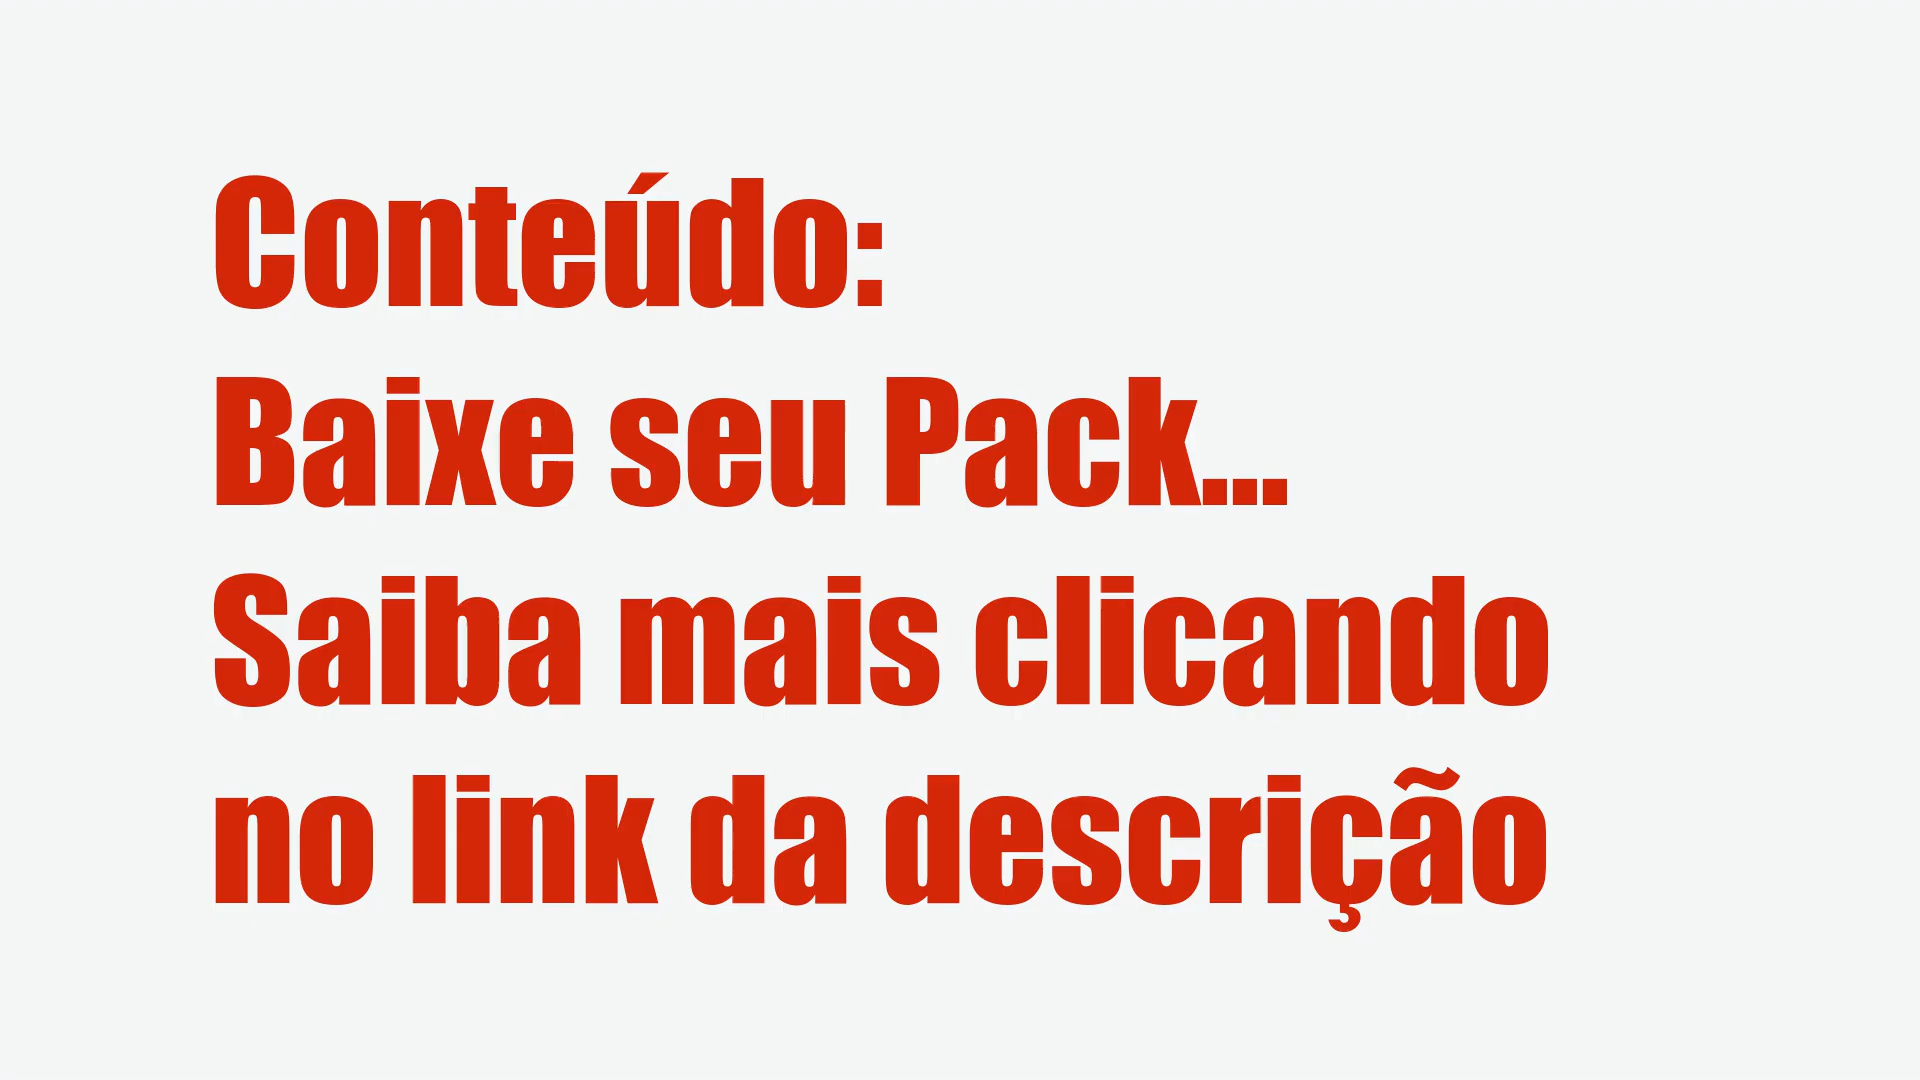 Conteúdo:
Baixe seu Pack...
Saiba mais clicando
no link da descrição